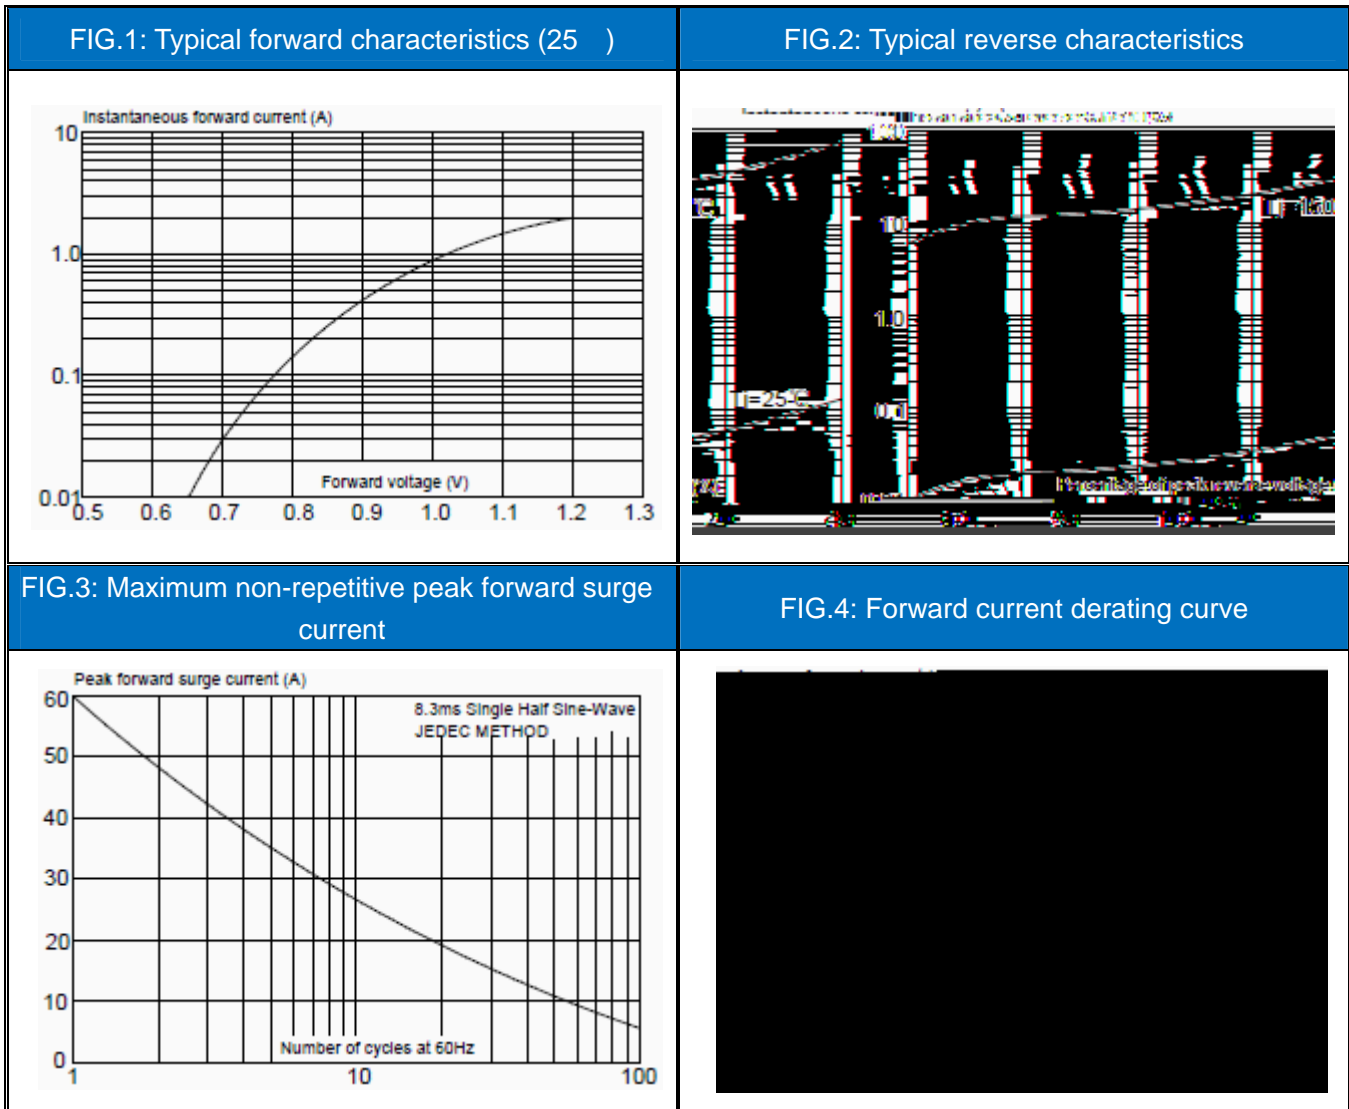 FIG.1: Typical forward characteristics (25 )
FIG.2: Typical reverse characteristics
Instantaneous forward current (A)
10
1.0
0.1
0.01
Forward voltage (V)
0.5 0.6 0.7 0.8 0.9 1.0 1.1 1.2 1.3
100
10
1.0
0.1
Tj=25°C
FIG.3: Maximum non-repetitive peak forward surge
current
FIG.4: Forward current derating curve
Peak forward surge current (A)
60
8.3ms Single Half Sine-Wave
JEDEC METHOD
50
40
30
20
10
0
Number of cycles at 60Hz
1 10 100